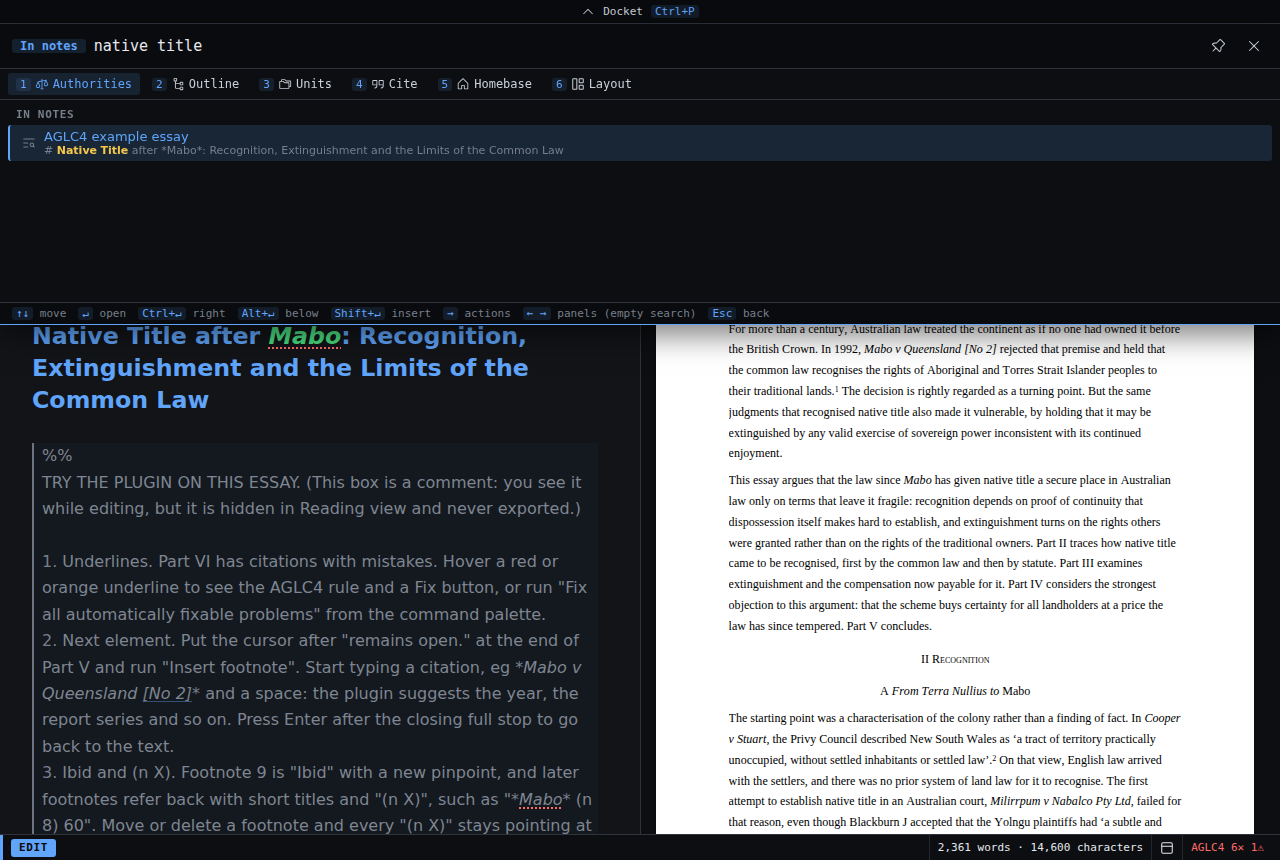 Docket Ctrl+P
In notes native title
1 Authorities 2 Outline 3 Units 4 Cite 5 Homebase 6 Layout
IN NOTES
AGLC4 example essay
# Native Title after *Mabo*: Recognition, Extinguishment and the Limits of the Common Law
↑↓ move ↵ open Ctrl+↵ right Alt+↵ below Shift+↵ insert → actions ← → panels (empty search) Esc back
Native Title after Mabo: Recognition,
Extinguishment and the Limits of the
Common Law
%%
TRY THE PLUGIN ON THIS ESSAY. (This box is a comment: you see it
while editing, but it is hidden in Reading view and never exported.)
1. Underlines. Part VI has citations with mistakes. Hover a red or
orange underline to see the AGLC4 rule and a Fix button, or run "Fix
all automatically fixable problems" from the command palette.
2. Next element. Put the cursor after "remains open." at the end of
Part V and run "Insert footnote". Start typing a citation, eg *Mabo v
Queensland [No 2]* and a space: the plugin suggests the year, the
report series and so on. Press Enter after the closing full stop to go
back to the text.
3. Ibid and (n X). Footnote 9 is "Ibid" with a new pinpoint, and later
footnotes refer back with short titles and "(n X)", such as "*Mabo* (n
8) 60". Move or delete a footnote and every "(n X)" stays pointing at
For more than a century, Australian law treated the continent as if no one had owned it before
the British Crown. In 1992, Mabo v Queensland [No 2] rejected that premise and held that
the common law recognises the rights of Aboriginal and Torres Strait Islander peoples to
their traditional lands.1 The decision is rightly regarded as a turning point. But the same
judgments that recognised native title also made it vulnerable, by holding that it may be
extinguished by any valid exercise of sovereign power inconsistent with its continued
enjoyment.
This essay argues that the law since Mabo has given native title a secure place in Australian
law only on terms that leave it fragile: recognition depends on proof of continuity that
dispossession itself makes hard to establish, and extinguishment turns on the rights others
were granted rather than on the rights of the traditional owners. Part II traces how native title
came to be recognised, first by the common law and then by statute. Part III examines
extinguishment and the compensation now payable for it. Part IV considers the strongest
objection to this argument: that the scheme buys certainty for all landholders at a price the
law has since tempered. Part V concludes.
II Recognition
A From Terra Nullius to Mabo
The starting point was a characterisation of the colony rather than a finding of fact. In Cooper
v Stuart, the Privy Council described New South Wales as ‘a tract of territory practically
unoccupied, without settled inhabitants or settled law’.2 On that view, English law arrived
with the settlers, and there was no prior system of land law for it to recognise. The first
attempt to establish native title in an Australian court, Milirrpum v Nabalco Pty Ltd, failed for
that reason, even though Blackburn J accepted that the Yolngu plaintiffs had ‘a subtle and
EDIT
2,361 words · 14,600 characters AGLC4 6× 1⚠